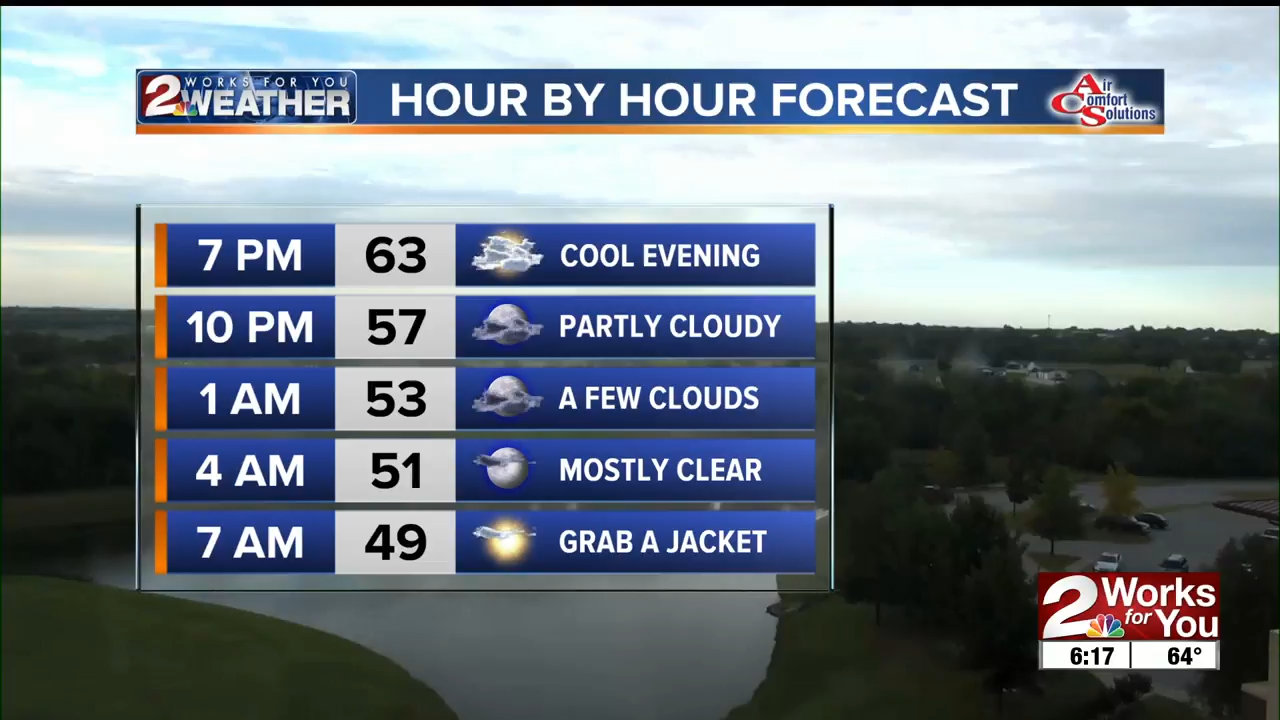 2 WORKS FOR YOU
WEATHER
HOUR BY HOUR FORECAST
Air
Comfort
Solutions
7 PM 63 COOL EVENING
10 PM 57 PARTLY CLOUDY
1 AM 53 A FEW CLOUDS
4 AM 51 MOSTLY CLEAR
7 AM 49 GRAB A JACKET
2 Works
for You
6:17 64°